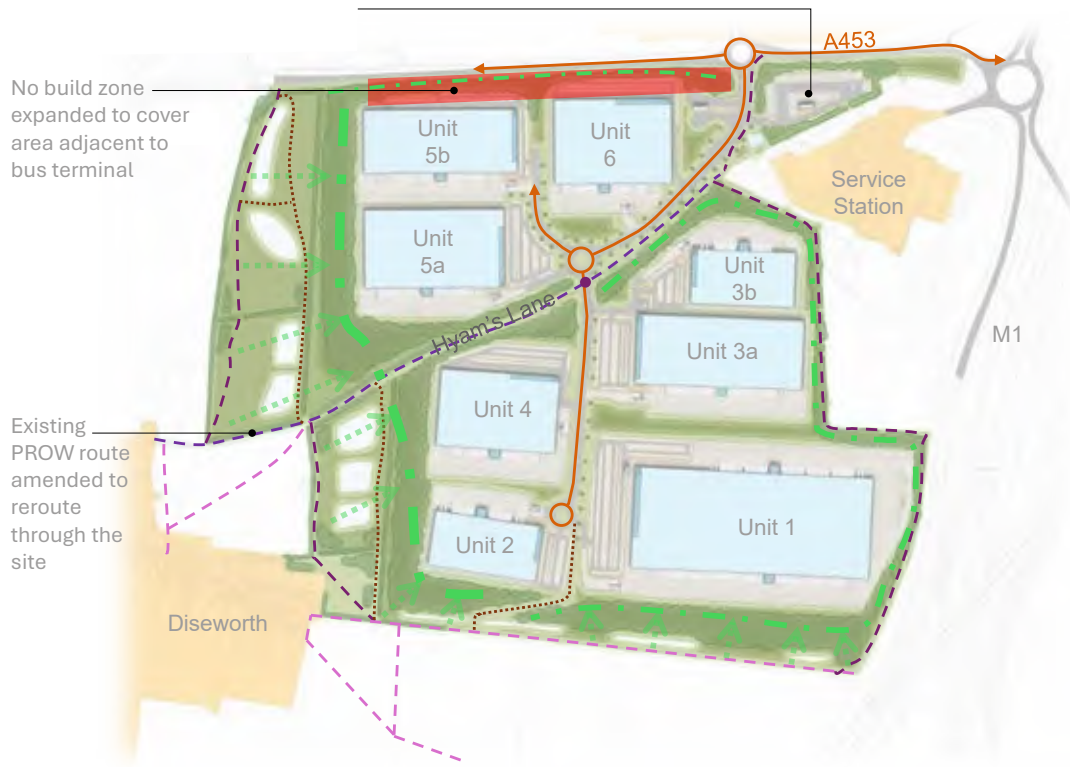 A453
No build zone
expanded to cover
area adjacent to
bus terminal
Unit
5b
Unit
6
Service
Station
Unit
5a
Unit
3b
Hyam's Lane
M1
Unit 3a
Unit 4
Existing
PROW route
amended to
reroute
through the
site
Unit 1
Unit 2
Diseworth